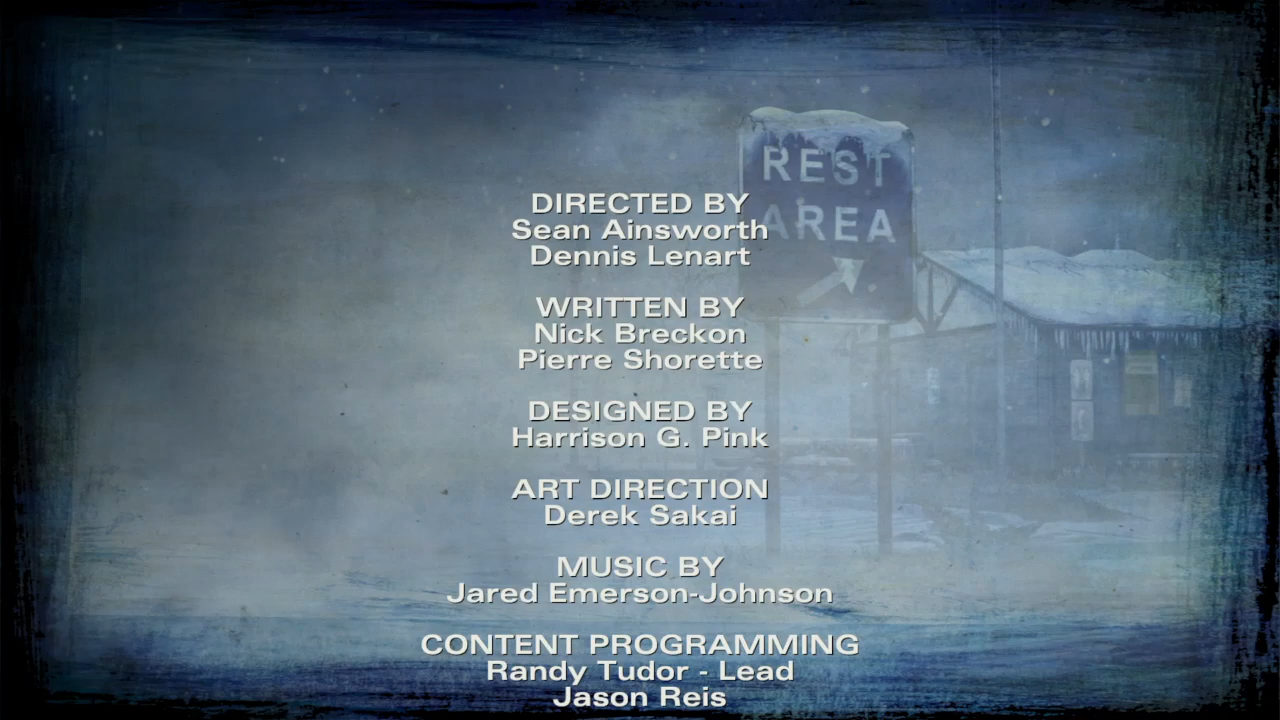 REST
AREA
DIRECTED BY
Sean Ainsworth
Dennis Lenart
WRITTEN BY
Nick Breckon
Pierre Shorette
DESIGNED BY
Harrison G. Pink
ART DIRECTION
Derek Sakai
MUSIC BY
Jared Emerson-Johnson
CONTENT PROGRAMMING
Randy Tudor - Lead
Jason Reis